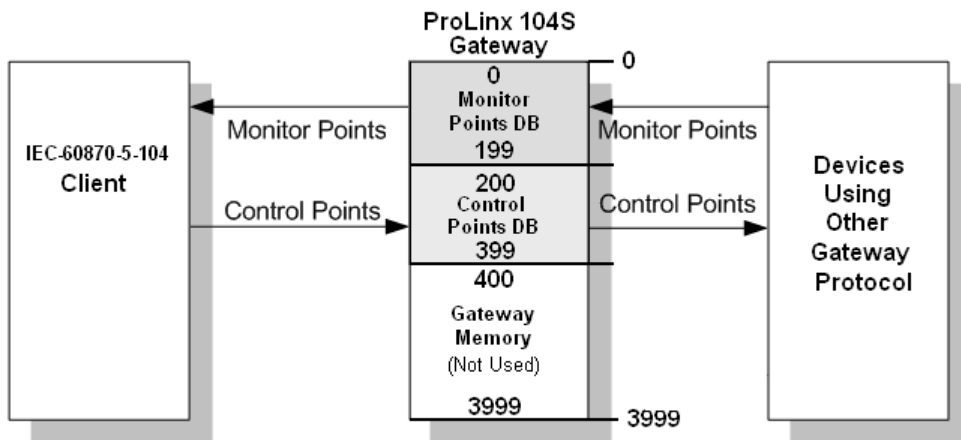 ProLinx 104S
Gateway
IEC-60870-5-104
Client
Monitor Points
Control Points
0
Monitor
Points DB
199
200
Control
Points DB
399
400
Gateway
Memory
(Not Used)
3999
0
3999
Monitor Points
Control Points
Devices
Using
Other
Gateway
Protocol